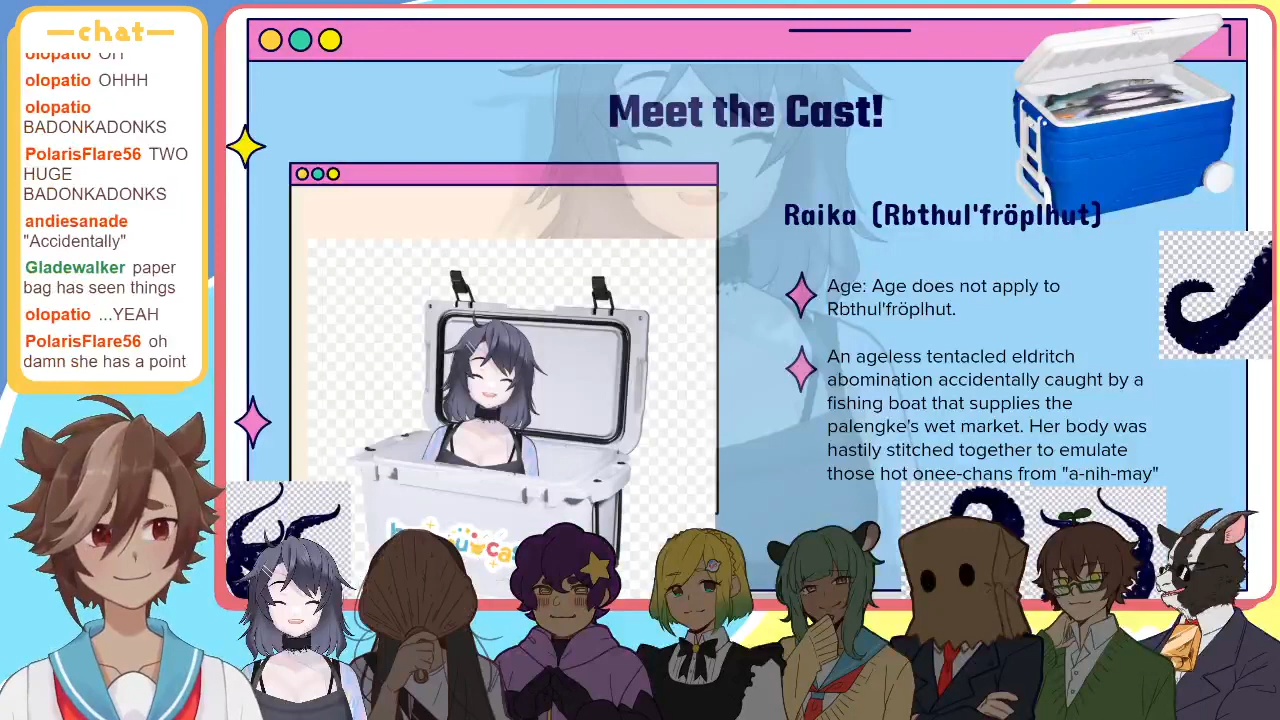 chat
olopatio OH
olopatio OHHH
olopatio
BADONKADONKS
PolarisFlare56 TWO
HUGE
BADONKADONKS
andiesanade
"Accidentally"
Gladewalker paper
bag has seen things
olopatio ...YEAH
PolarisFlare56 oh
damn she has a point
Meet the Cast!
Raika (Rbthul'fröplhut)
Age: Age does not apply to
Rbthul'fröplhut.
An ageless tentacled eldritch
abomination accidentally caught by a
fishing boat that supplies the
palengke's wet market. Her body was
hastily stitched together to emulate
those hot onee-chans from "a-nih-may"